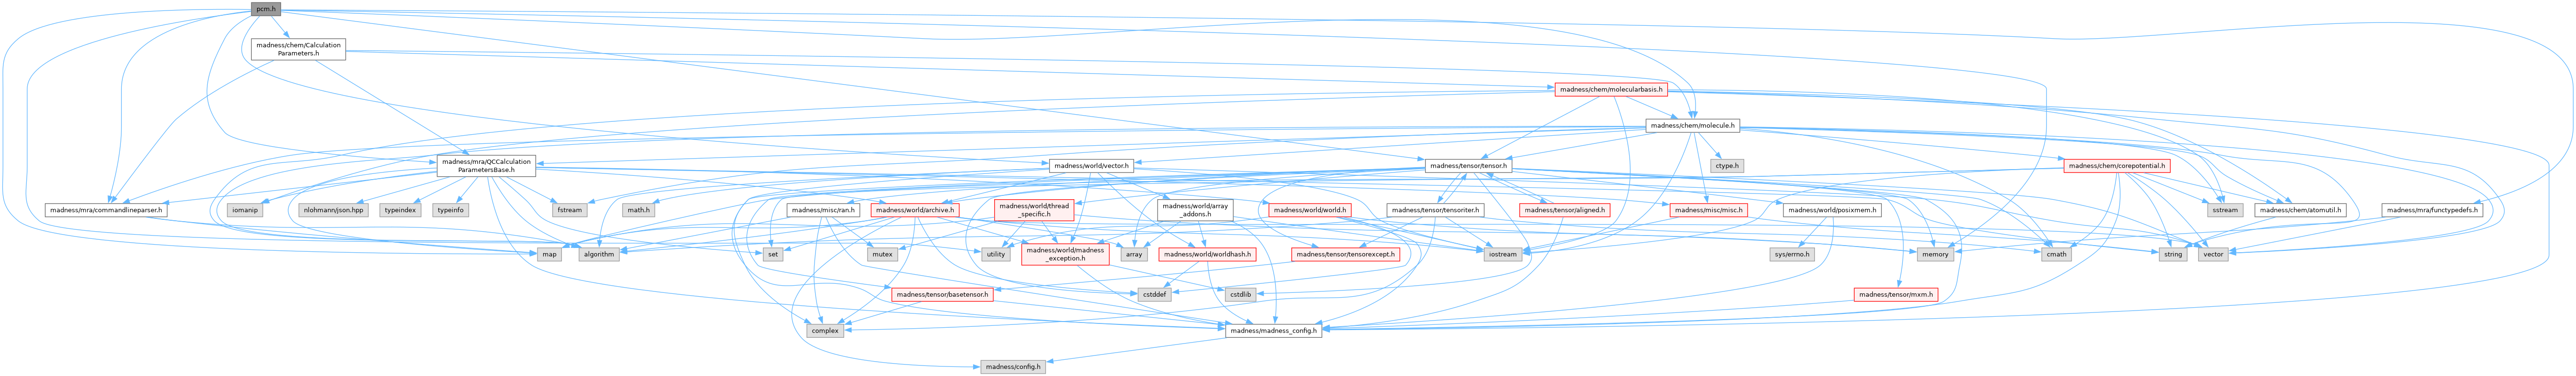 pcm.h
madness/chem/Calculation
Parameters.h
madness/chem/molecularbasis.h
madness/chem/molecule.h
madness/mra/QCCalculation
ParametersBase.h
madness/world/vector.h
madness/tensor/tensor.h
ctype.h
madness/chem/corepotential.h
madness/mra/commandlineparser.h
iomanip
nlohmann/json.hpp
typeindex
typeinfo
fstream
math.h
madness/misc/ran.h
madness/world/archive.h
madness/world/thread
_specific.h
madness/world/array
_addons.h
madness/world/world.h
madness/tensor/tensoriter.h
madness/tensor/aligned.h
madness/misc/misc.h
madness/world/posixmem.h
sstream
madness/chem/atomutil.h
madness/mra/functypedefs.h
map
algorithm
set
mutex
utility
madness/world/madness
_exception.h
array
madness/world/worldhash.h
madness/tensor/tensorexcept.h
iostream
sys/errno.h
memory
cmath
string
vector
madness/tensor/basetensor.h
cstddef
cstdlib
madness/tensor/mxm.h
complex
madness/madness_config.h
madness/config.h